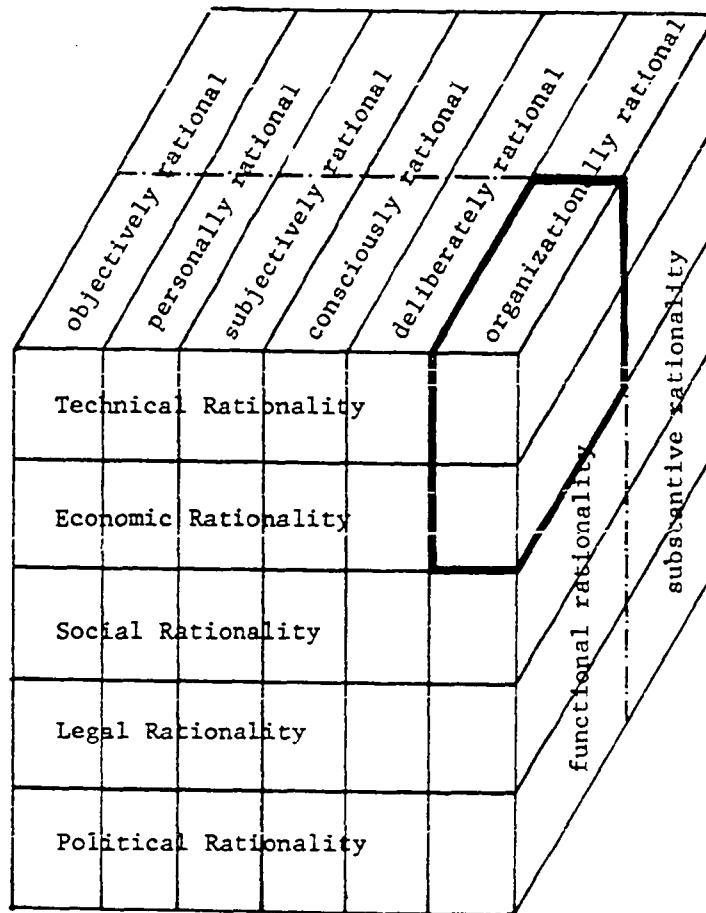 objectively rational
personally rational
subjectively rational
consciously rational
deliberately rational
organizationally rational
Technical Rationality
Economic Rationality
Social Rationality
Legal Rationality
Political Rationality
functional rationality
subscantive rationality